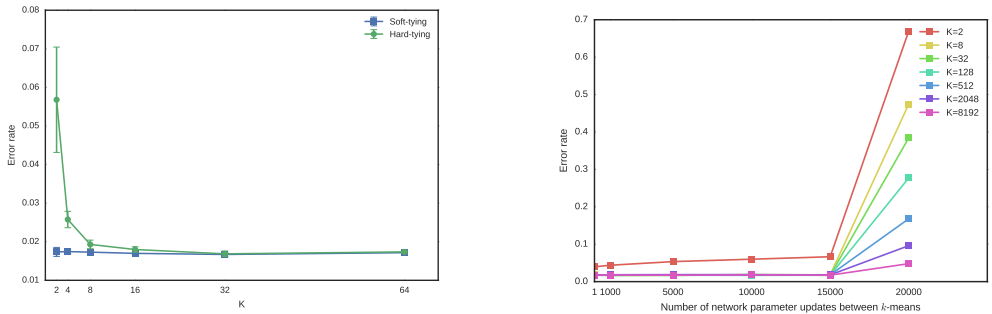 0.08
0.07
0.06
0.05
0.04
0.03
0.02
0.01
Error rate
2 4 8 16 32 64
K
Soft-tying
Hard-tying
0.7
0.6
0.5
0.4
0.3
0.2
0.1
0.0
Error rate
1 1000 5000 10000 15000 20000
Number of network parameter updates between k-means
K=2
K=8
K=32
K=128
K=512
K=2048
K=8192